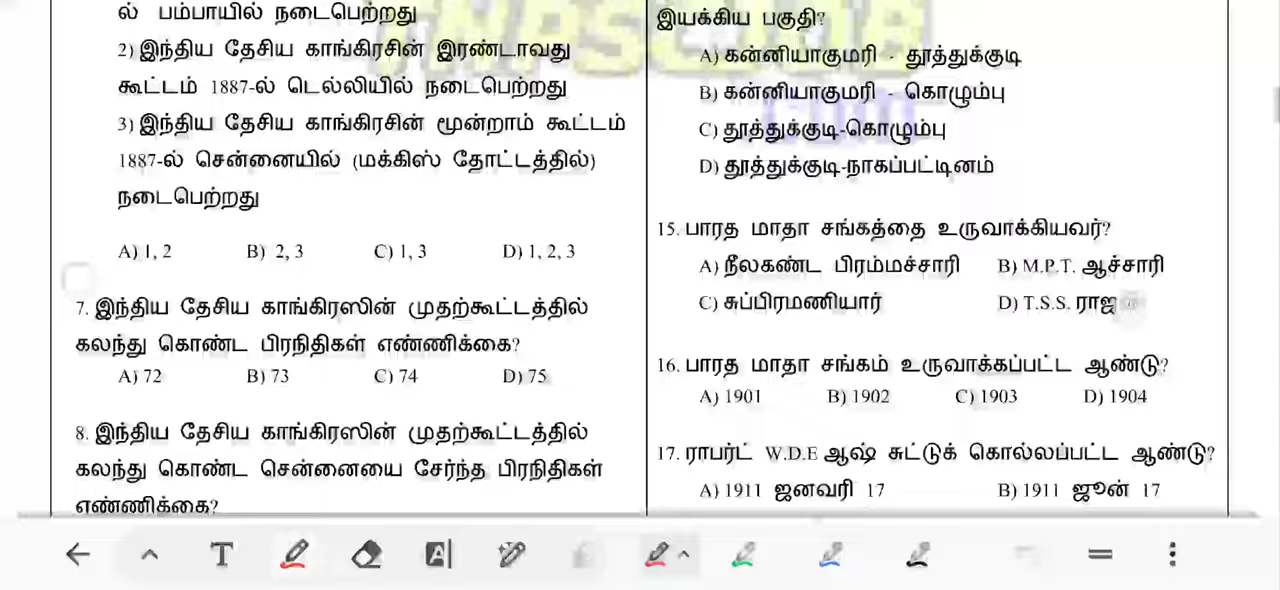 ல் பம்பாயில் நடைபெற்றது
2) இந்திய தேசிய காங்கிரசின் இரண்டாவது
கூட்டம் 1887-ல் டெல்லியில் நடைபெற்றது
3) இந்திய தேசிய காங்கிரசின் மூன்றாம் கூட்டம்
1887-ல் சென்னையில் (மக்கிஸ் தோட்டத்தில்)
நடைபெற்றது
A) 1, 2 B) 2, 3 C) 1, 3 D) 1, 2, 3
7. இந்திய தேசிய காங்கிரஸின் முதற்கூட்டத்தில்
கலந்து கொண்ட பிரநிதிகள் எண்ணிக்கை?
A) 72 B) 73 C) 74 D) 75
8. இந்திய தேசிய காங்கிரஸின் முதற்கூட்டத்தில்
கலந்து கொண்ட சென்னையை சேர்ந்த பிரநிதிகள்
எண்ணிக்கை?
இயக்கிய பகுதி?
A) கன்னியாகுமரி - தூத்துக்குடி
B) கன்னியாகுமரி - கொழும்பு
C) தூத்துக்குடி-கொழும்பு
D) தூத்துக்குடி-நாகப்பட்டினம்
15. பாரத மாதா சங்கத்தை உருவாக்கியவர்?
A) நீலகண்ட பிரம்மச்சாரி B) M.P.T. ஆச்சாரி
C) சுப்பிரமணியார் D) T.S.S. ராஜ
16. பாரத மாதா சங்கம் உருவாக்கப்பட்ட ஆண்டு?
A) 1901 B) 1902 C) 1903 D) 1904
17. ராபர்ட் W.D.E ஆஷ் சுட்டுக் கொல்லப்பட்ட ஆண்டு?
A) 1911 ஜனவரி 17 B) 1911 ஜூன் 17
T
A